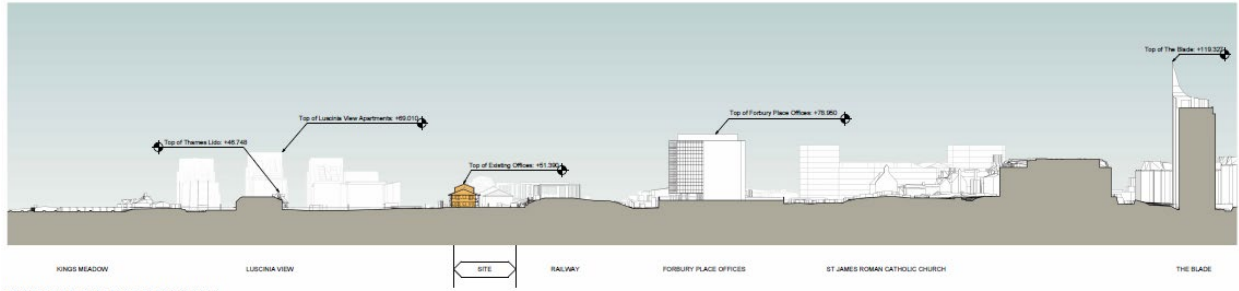 Top of The Blade: +119.327
Top of Luscinia View Apartments: +69.010
Top of Forbury Place Offices: +76.950
Top of Thames Lido: +46.748
Top of Existing Offices: +51.390
KINGS MEADOW
LUSCINIA VIEW
SITE
RAILWAY
FORBURY PLACE OFFICES
ST JAMES ROMAN CATHOLIC CHURCH
THE BLADE